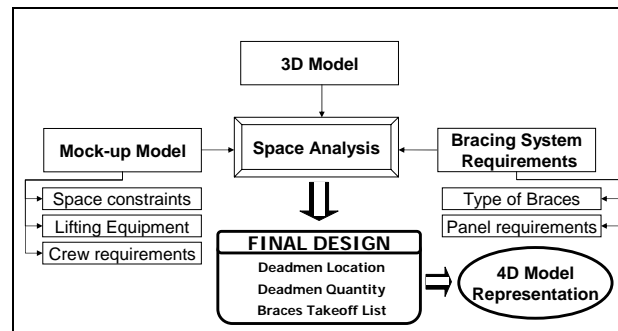 3D Model
Mock-up Model
Space Analysis
Bracing System
Requirements
Space constraints
Lifting Equipment
Crew requirements
Type of Braces
Panel requirements
FINAL DESIGN
Deadmen Location
Deadmen Quantity
Braces Takeoff List
4D Model
Representation